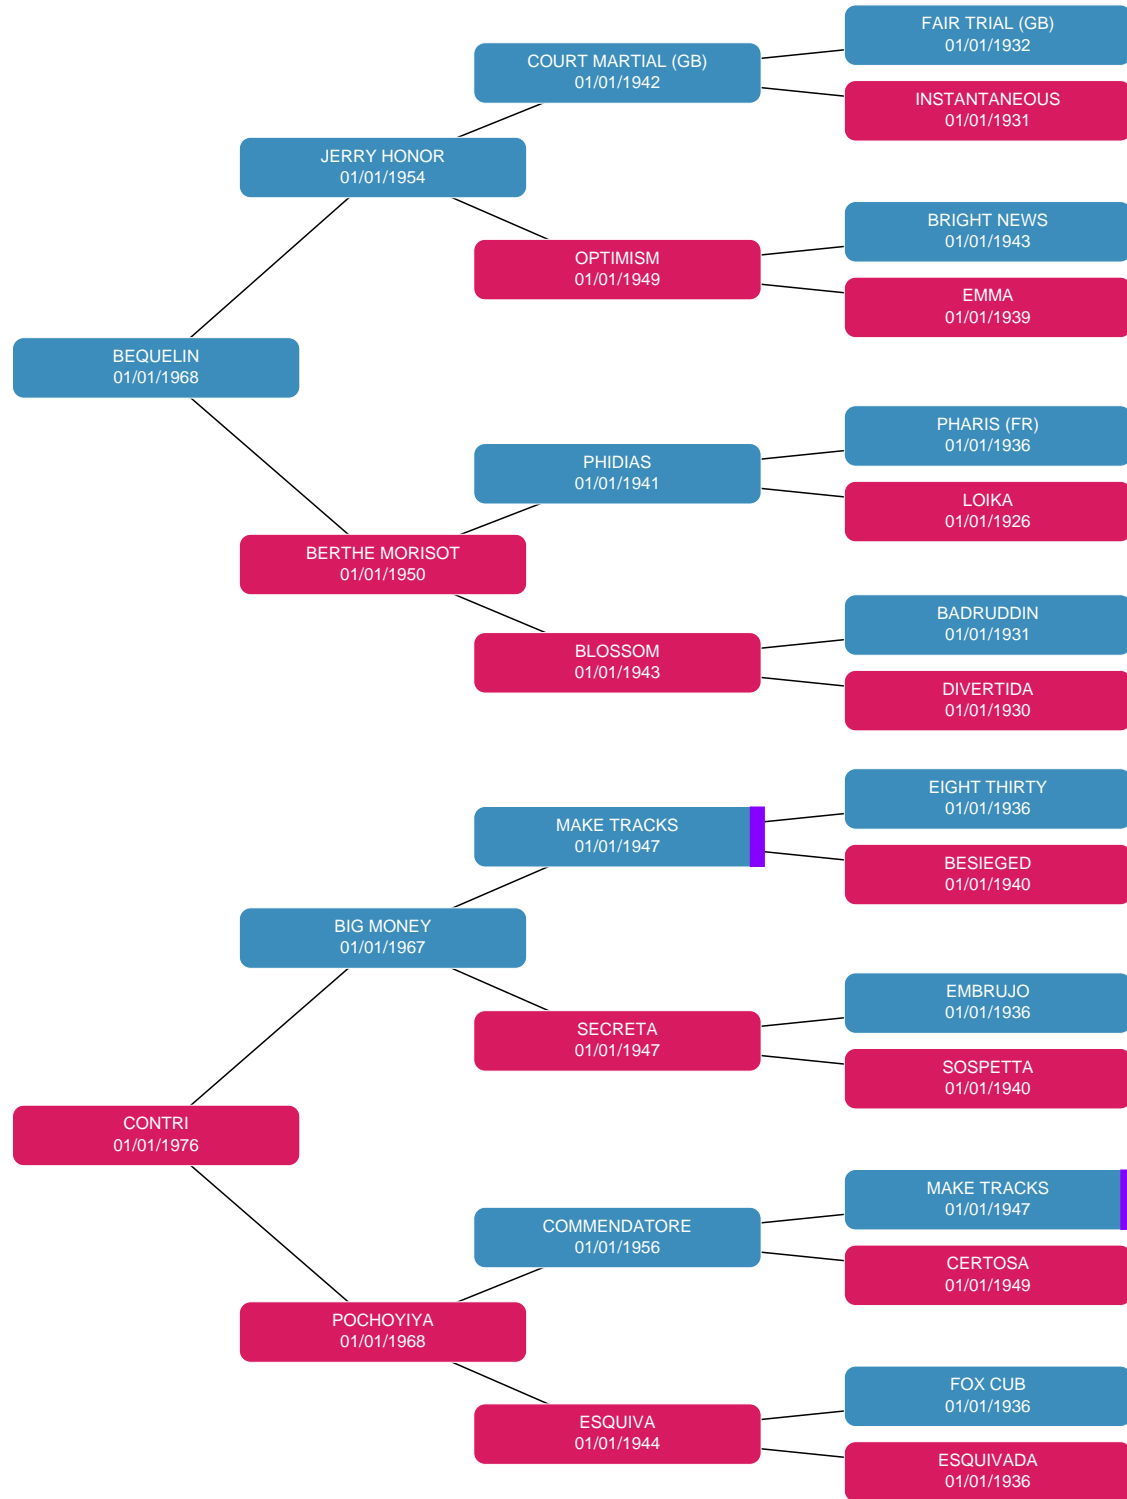 FAIR TRIAL (GB)
01/01/1932
COURT MARTIAL (GB)
01/01/1942
INSTANTANEOUS
01/01/1931
JERRY HONOR
01/01/1954
BRIGHT NEWS
01/01/1943
OPTIMISM
01/01/1949
EMMA
01/01/1939
BEQUELIN
01/01/1968
PHARIS (FR)
01/01/1936
PHIDIAS
01/01/1941
LOIKA
01/01/1926
BERTHE MORISOT
01/01/1950
BADRUDDIN
01/01/1931
BLOSSOM
01/01/1943
DIVERTIDA
01/01/1930
EIGHT THIRTY
01/01/1936
MAKE TRACKS
01/01/1947
BESIEGED
01/01/1940
BIG MONEY
01/01/1967
EMBRUJO
01/01/1936
SECRETA
01/01/1947
SOSPETTA
01/01/1940
CONTRI
01/01/1976
MAKE TRACKS
01/01/1947
COMMENDATORE
01/01/1956
CERTOSA
01/01/1949
POCHOYIYA
01/01/1968
FOX CUB
01/01/1936
ESQUIVA
01/01/1944
ESQUIVADA
01/01/1936